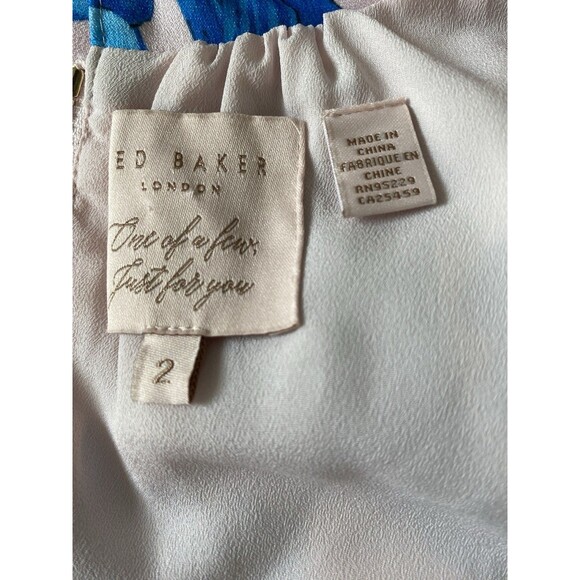 ED BAKER
LONDON
One of a few,
Just for you
2
MADE IN
CHINA
FABRIQUE EN
CHINE
RN95229
CA25459